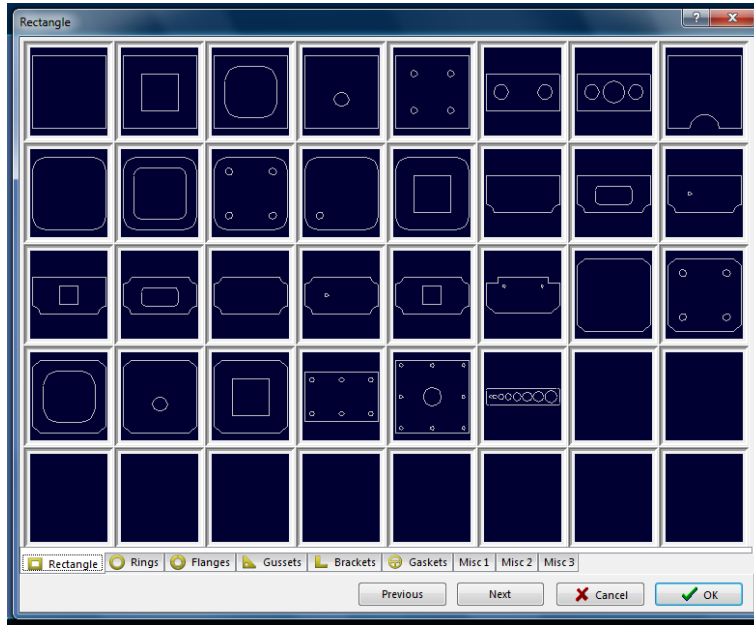 Rectangle
?
Rectangle Rings Flanges Gussets Brackets Gaskets Misc 1 Misc 2 Misc 3
Previous Next Cancel OK